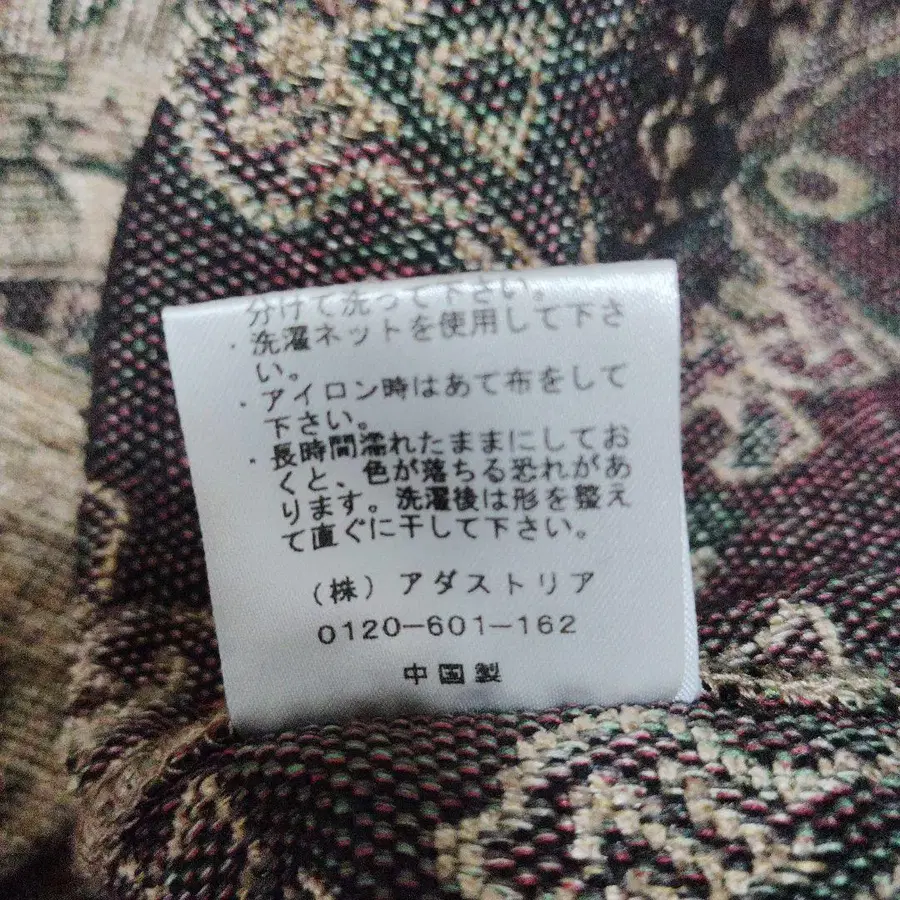 分けて洗って下さい。
・洗濯ネットを使用して下さ
い。
・アイロン時はあて布をして
下さい。
・長時間濡れたままにしてお
くと、色が落ちる恐れがあ
ります。洗濯後は形を整え
て直ぐに干して下さい。
(株)アダストリア
0120-601-162
中国製